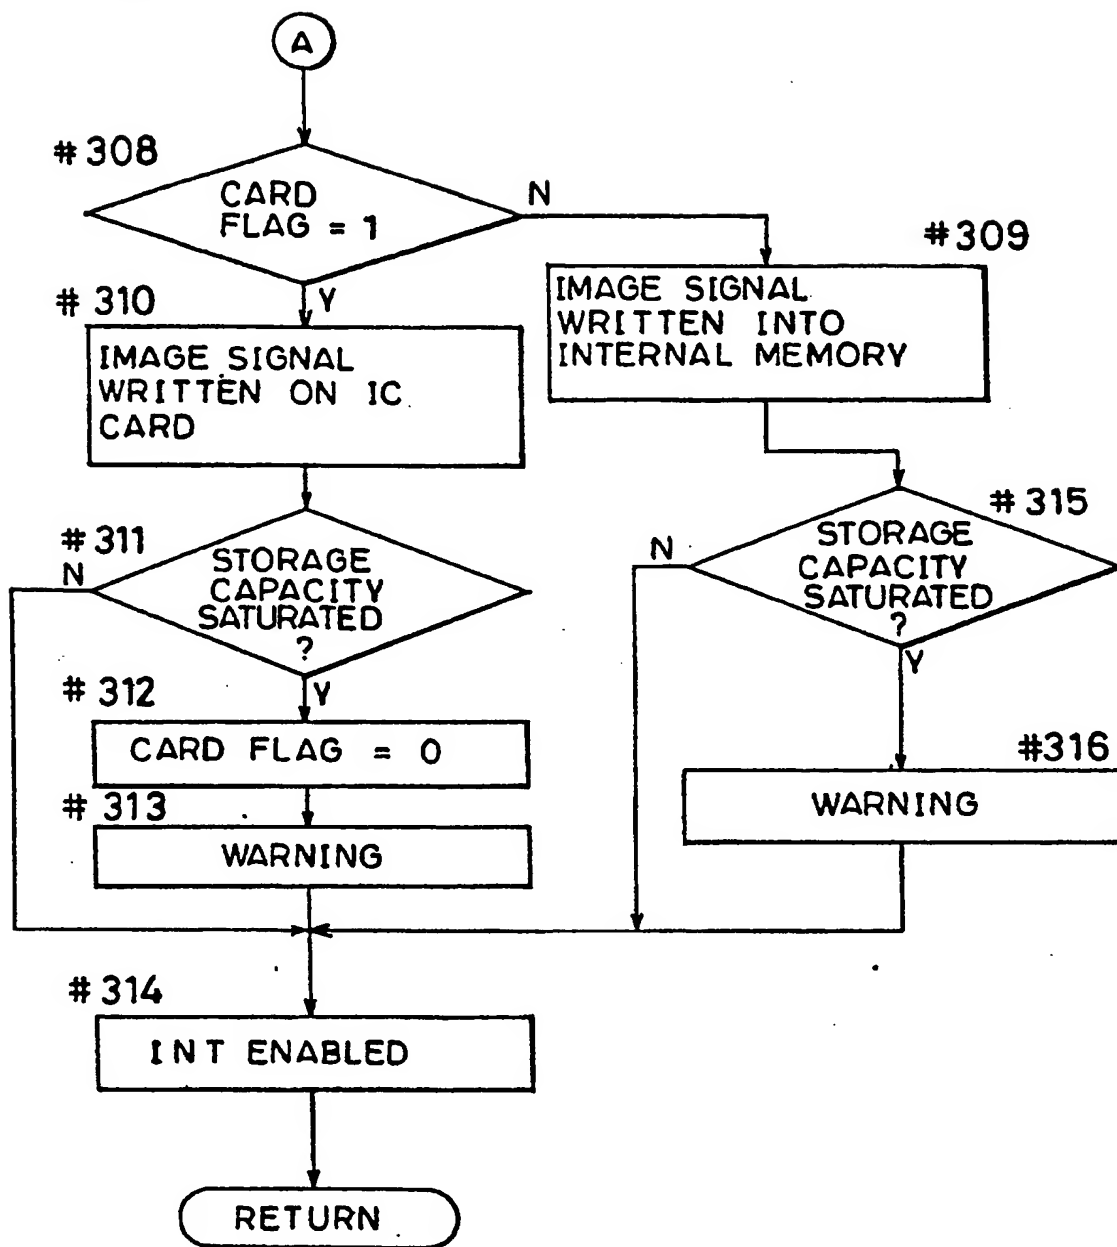 A
#308
CARD
FLAG = 1
N
Y
#309
IMAGE SIGNAL
WRITTEN INTO
INTERNAL MEMORY
#310
IMAGE SIGNAL
WRITTEN ON IC
CARD
#311
STORAGE
CAPACITY
SATURATED
?
N
Y
#315
STORAGE
CAPACITY
SATURATED
?
N
Y
#312
CARD FLAG = 0
#313
WARNING
#316
WARNING
#314
INT ENABLED
RETURN